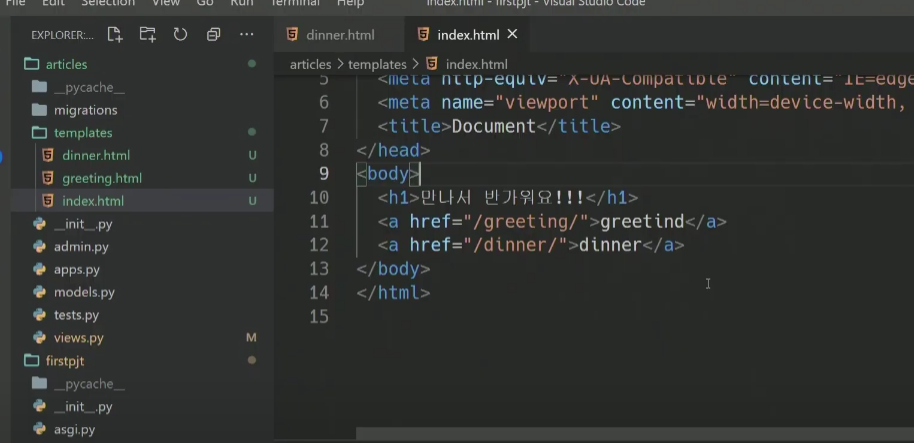 File Edit Selection View Go Run Terminal Help
index.html - firstpjt - Visual Studio Code
EXPLORER:...
articles
__pycache__
migrations
templates
dinner.html U
greeting.html U
index.html U
__init__.py
admin.py
apps.py
models.py
tests.py
views.py M
firstpjt
__pycache__
__init__.py
asgi.py
dinner.html
index.html
articles > templates > index.html
5 <meta http-equiv="X-UA-Compatible" content="IE=edge
6 <meta name="viewport" content="width=device-width,
7 <title>Document</title>
8 </head>
9 <body>
10 <h1>만나서 반가워요!!!</h1>
11 <a href="/greeting/">greetind</a>
12 <a href="/dinner/">dinner</a>
13 </body>
14 </html>
15